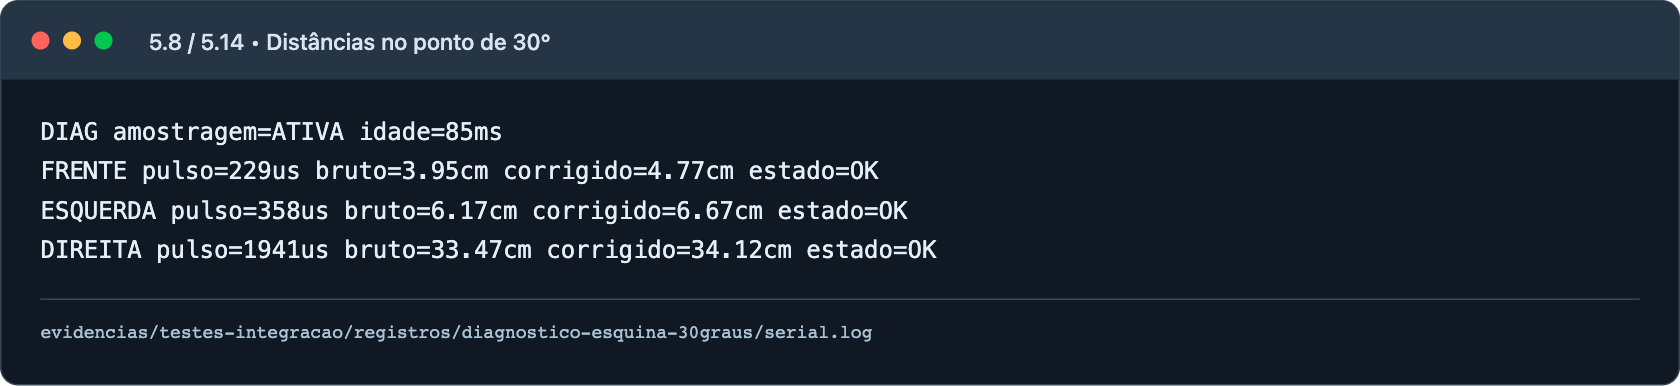 5.8 / 5.14 • Distâncias no ponto de 30°
DIAG amostragem=ATIVA idade=85ms
FRENTE pulso=229us bruto=3.95cm corrigido=4.77cm estado=OK
ESQUERDA pulso=358us bruto=6.17cm corrigido=6.67cm estado=OK
DIREITA pulso=1941us bruto=33.47cm corrigido=34.12cm estado=OK
evidencias/testes-integracao/registros/diagnostico-esquina-30graus/serial.log